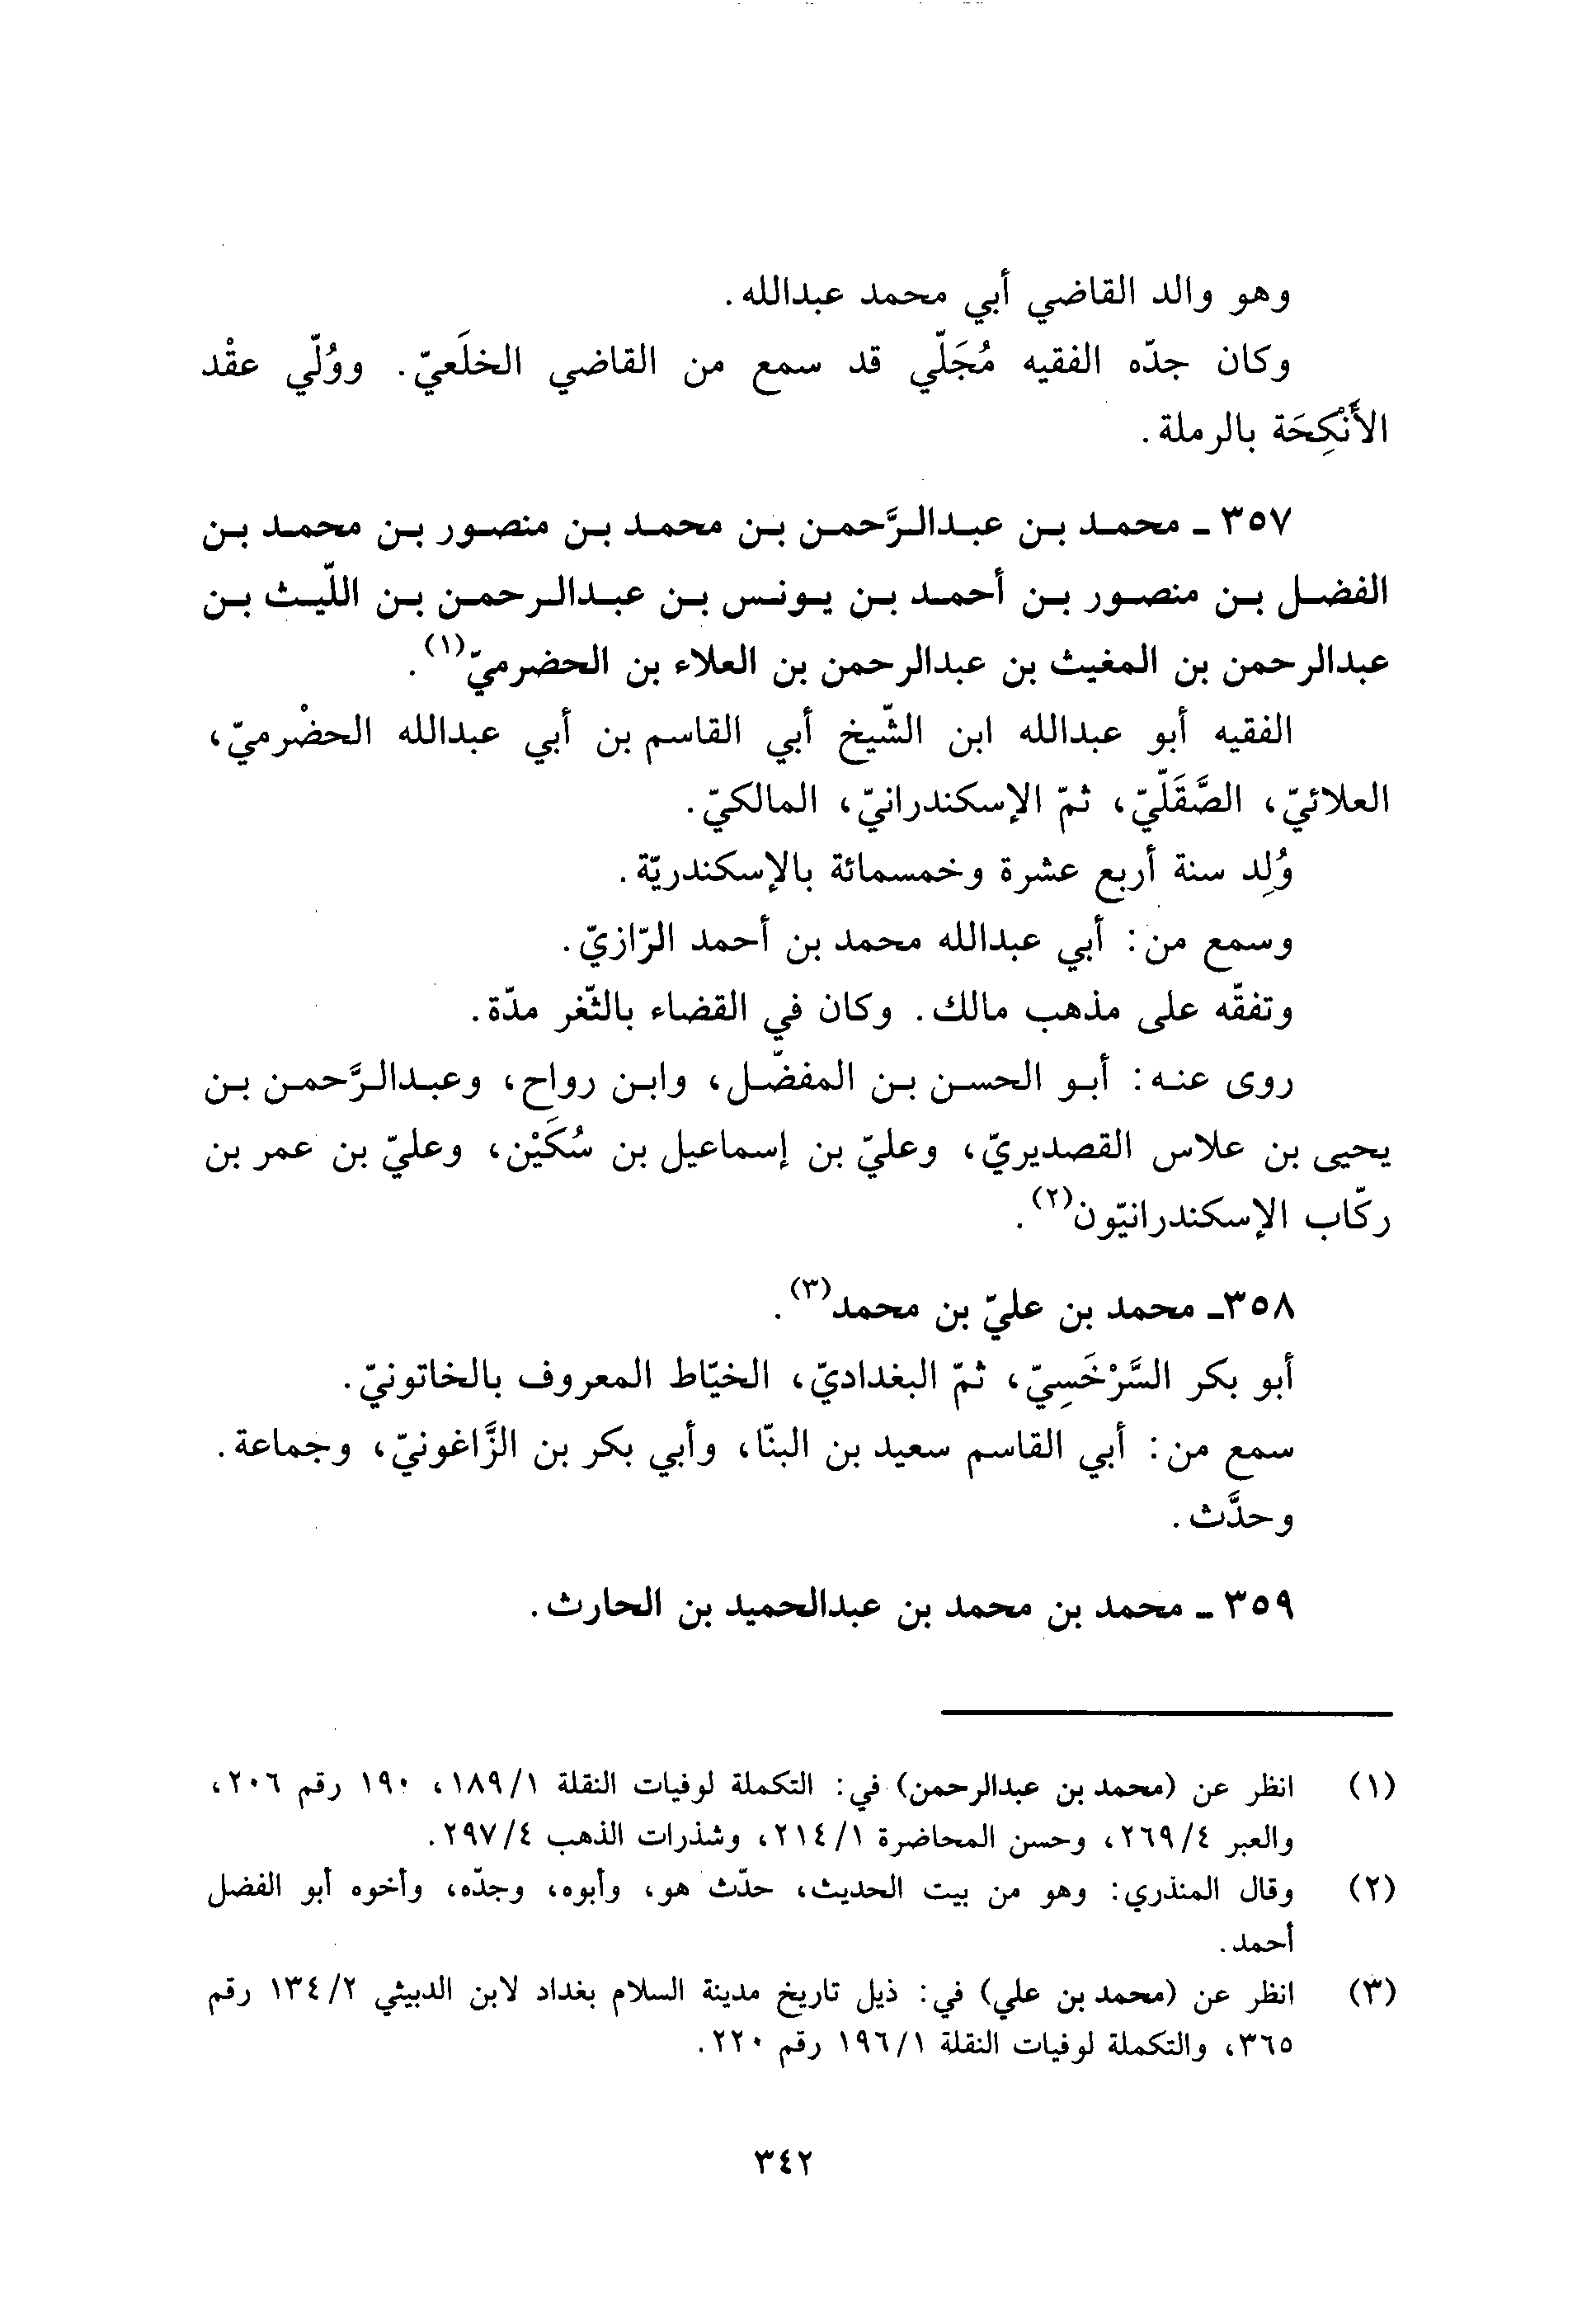 وهو والد القاضي أبي محمد عبدالله.
وكان جدّه الفقيه مُجَلّي قد سمع من القاضي الخلَعيّ. ووُلّي عقْد
الأَنْكِحَة بالرملة.
٣٥٧ - محمد بن عبدالرَّحمن بن محمد بن منصور بن محمد بن
الفضل بن منصور بن أحمد بن يونس بن عبدالرحمن بن اللّيث بن
عبدالرحمن بن المغيث بن عبدالرحمن بن العلاء بن الحضرميّ(١).
الفقيه أبو عبدالله ابن الشّيخ أبي القاسم بن أبي عبدالله الحضْرميّ،
العلائيّ، الصَّقَلّيّ، ثمّ الإسكندرانيّ، المالكيّ.
وُلِد سنة أربع عشرة وخمسمائة بالإسكندريّة.
وسمع من: أبي عبدالله محمد بن أحمد الرّازيّ.
وتفقّه على مذهب مالك. وكان في القضاء بالثّغر مدّة.
روى عنه: أبو الحسن بن المفضّل، وابن رواح، وعبدالرَّحمن بن
يحيى بن علاس القصديريّ، وعليّ بن إسماعيل بن سُكَيْن، وعليّ بن عمر بن
ركّاب الإسكندرانيّون(٢).
٣٥٨- محمد بن عليّ بن محمد(٣).
أبو بكر السَّرْخَسِيّ، ثمّ البغداديّ، الخيّاط المعروف بالخاتونيّ.
سمع من: أبي القاسم سعيد بن البنّا، وأبي بكر بن الزَّاغونيّ، وجماعة.
وحدَّث.
٣٥٩ - محمد بن محمد بن عبدالحميد بن الحارث.
(١) انظر عن (محمد بن عبدالرحمن) في: التكملة لوفيات النقلة ١/١٨٩، ١٩٠ رقم ٢٠٦،
والعبر ٤/٢٦٩، وحسن المحاضرة ١/٢١٤، وشذرات الذهب ٤/٢٩٧.
(٢) وقال المنذري: وهو من بيت الحديث، حدّث هو، وأبوه، وجدّه، وأخوه أبو الفضل
أحمد.
(٣) انظر عن (محمد بن علي) في: ذيل تاريخ مدينة السلام بغداد لابن الدبيثي ٢/١٣٤ رقم
٣٦٥، والتكملة لوفيات النقلة ١/١٩٦ رقم ٢٢٠.
٣٤٢